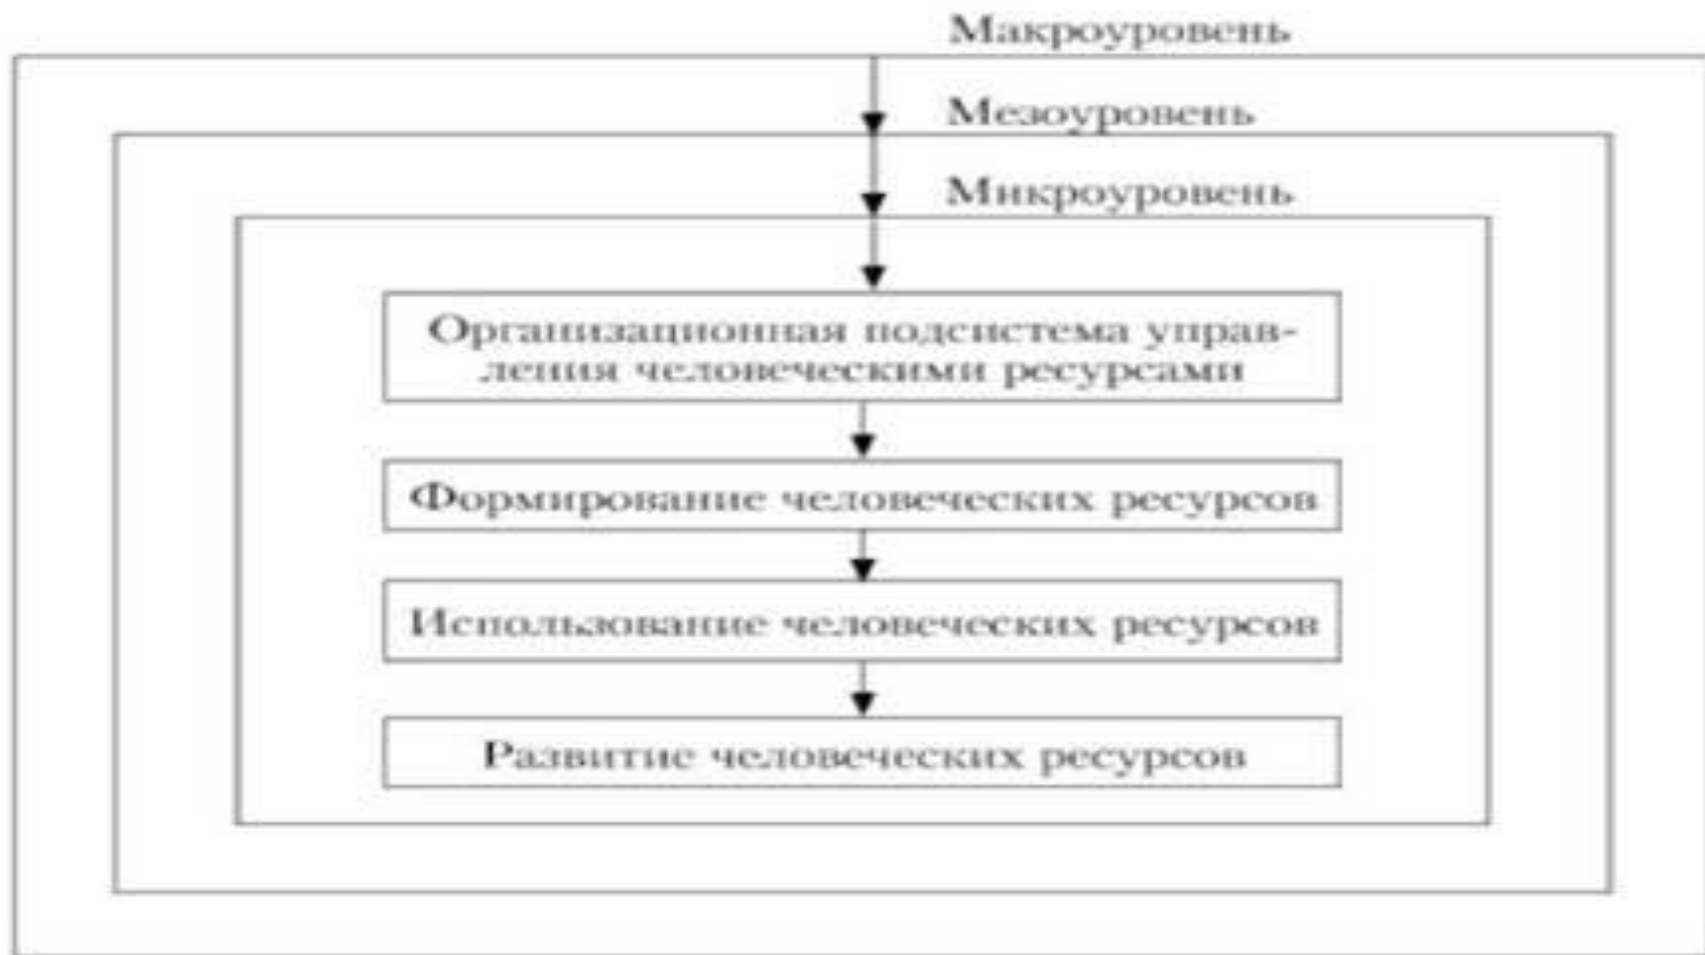 Макроуровень
Мезоуровень
Микроуровень
Организационная подсистема управ-
ления человеческими ресурсами
Формирование человеческих ресурсов
Использование человеческих ресурсов
Развитие человеческих ресурсов